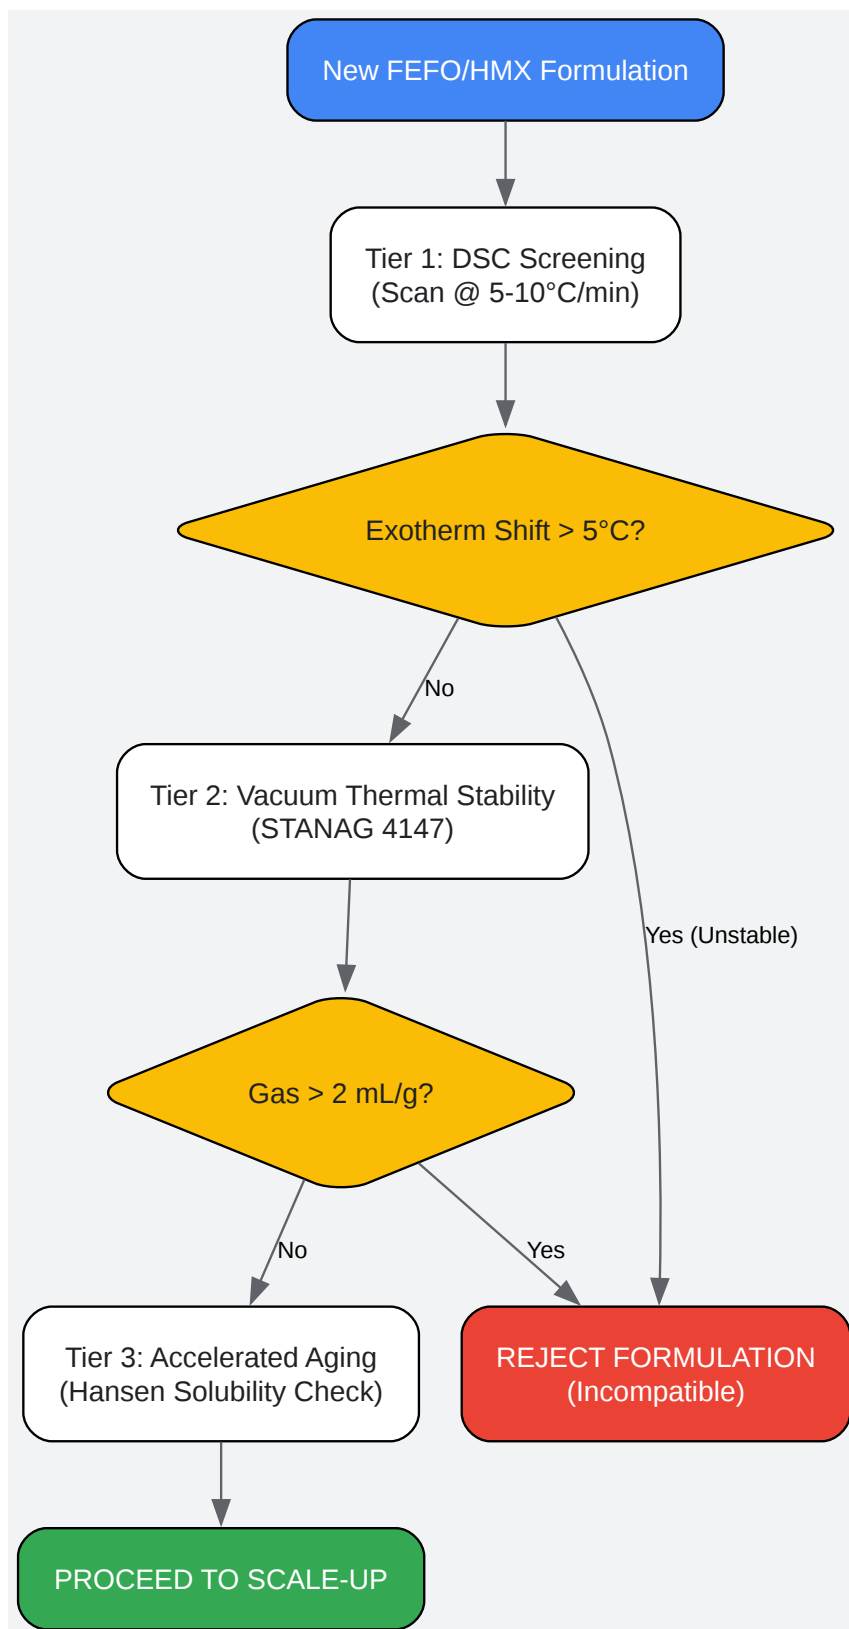 New FEFO/HMX Formulation
Tier 1: DSC Screening
(Scan @ 5-10°C/min)
Exotherm Shift > 5°C?
No
Tier 2: Vacuum Thermal Stability
(STANAG 4147)
Yes (Unstable)
Gas > 2 mL/g?
No
Yes
Tier 3: Accelerated Aging
(Hansen Solubility Check)
REJECT FORMULATION
(Incompatible)
PROCEED TO SCALE-UP